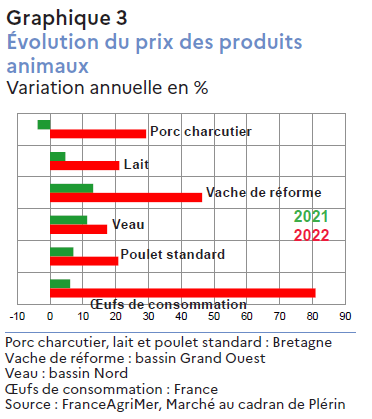 Graphique 3
Évolution du prix des produits
animaux
Variation annuelle en %
Porc charcutier
Lait
Vache de réforme
2021
2022
Veau
Poulet standard
Œufs de consommation
-10 0 10 20 30 40 50 60 70 80 90
Porc charcutier, lait et poulet standard : Bretagne
Vache de réforme : bassin Grand Ouest
Veau : bassin Nord
Œufs de consommation : France
Source : FranceAgriMer, Marché au cadran de Plérin